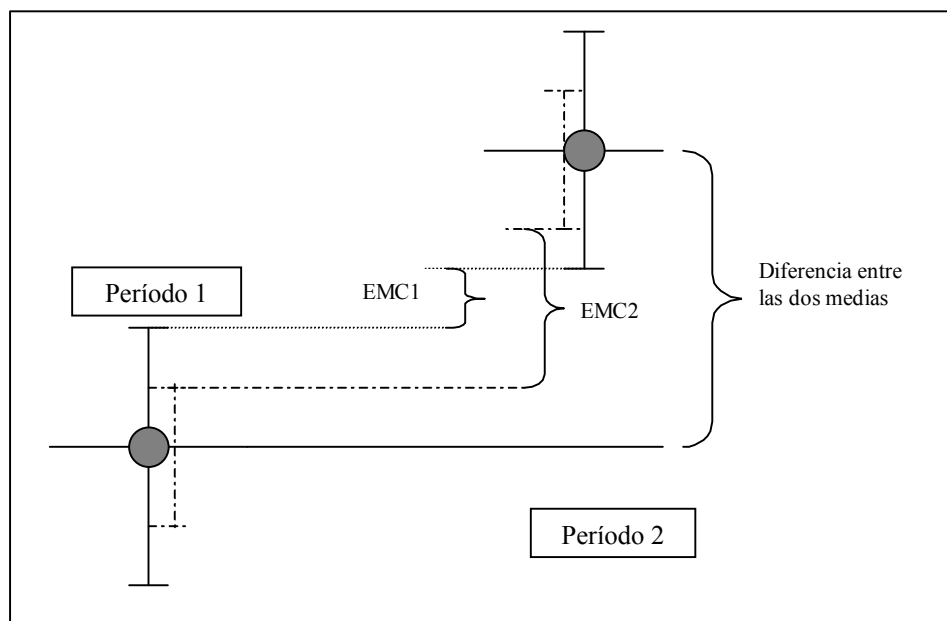 Período 1
EMC1
EMC2
Diferencia entre
las dos medias
Período 2